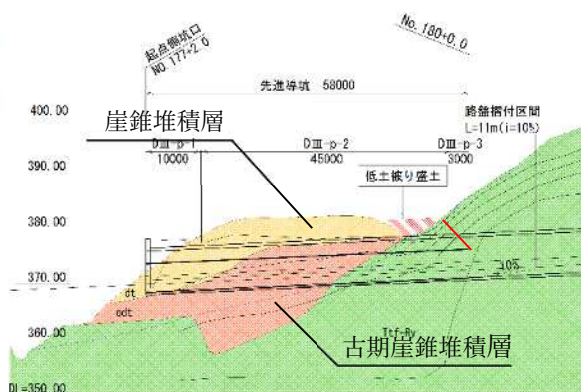 起点側坑口
NO.177+2.0
No.180+0.0
先進導坑 58000
400.00
崖錐堆積層
路盤摺付区間
L=11m(i=10%)
DⅢ-p-1
DⅢ-p-2
DⅢ-p-3
10000
45000
3000
390.00
低土被り盛土
380.00
370.00
10%
dt
odt
360.00
Ttf-Ry
古期崖錐堆積層
DL=350.00